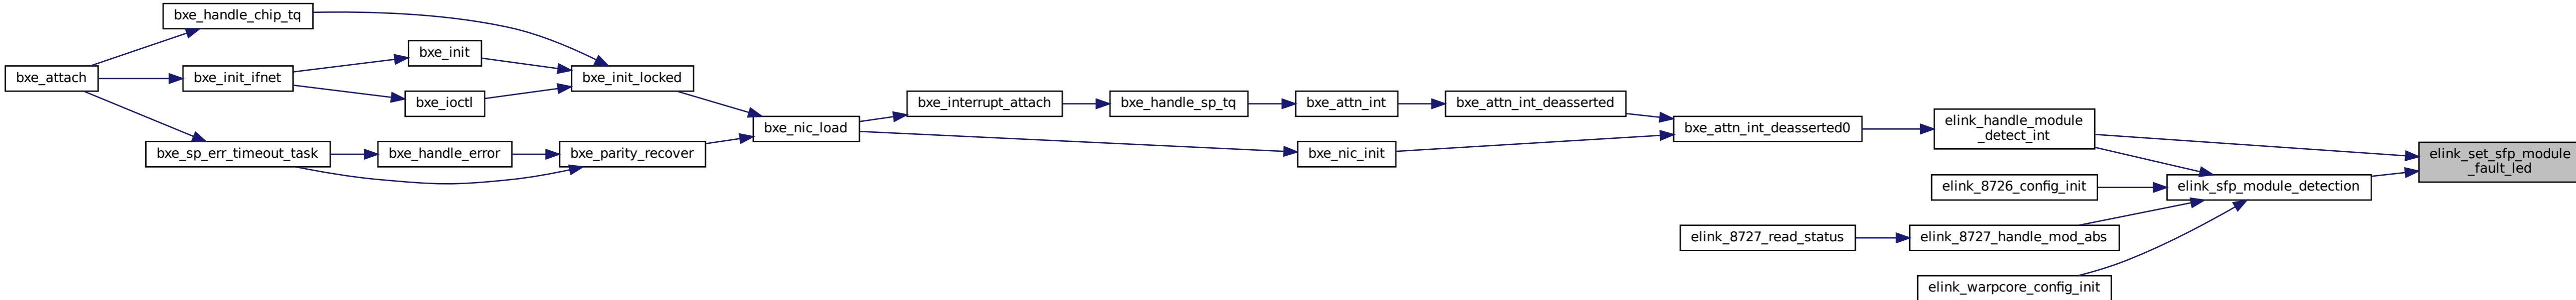 bxe_handle_chip_tq
bxe_init
bxe_attach
bxe_init_ifnet
bxe_init_locked
bxe_ioctl
bxe_interrupt_attach
bxe_handle_sp_tq
bxe_attn_int
bxe_attn_int_deasserted
bxe_nic_load
bxe_attn_int_deasserted0
elink_handle_module
_detect_int
bxe_sp_err_timeout_task
bxe_handle_error
bxe_parity_recover
bxe_nic_init
elink_set_sfp_module
_fault_led
elink_8726_config_init
elink_sfp_module_detection
elink_8727_read_status
elink_8727_handle_mod_abs
elink_warpcore_config_init